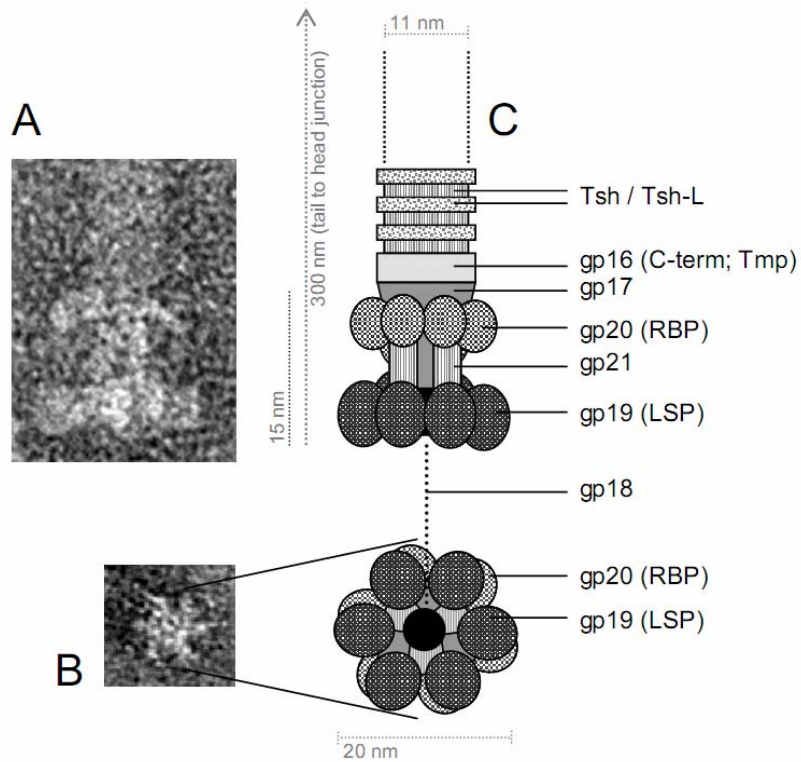 11 nm
A
C
300 nm (tail to head junction)
Tsh / Tsh-L
gp16 (C-term; Tmp)
gp17
gp20 (RBP)
gp21
15 nm
gp19 (LSP)
gp18
gp20 (RBP)
gp19 (LSP)
B
20 nm